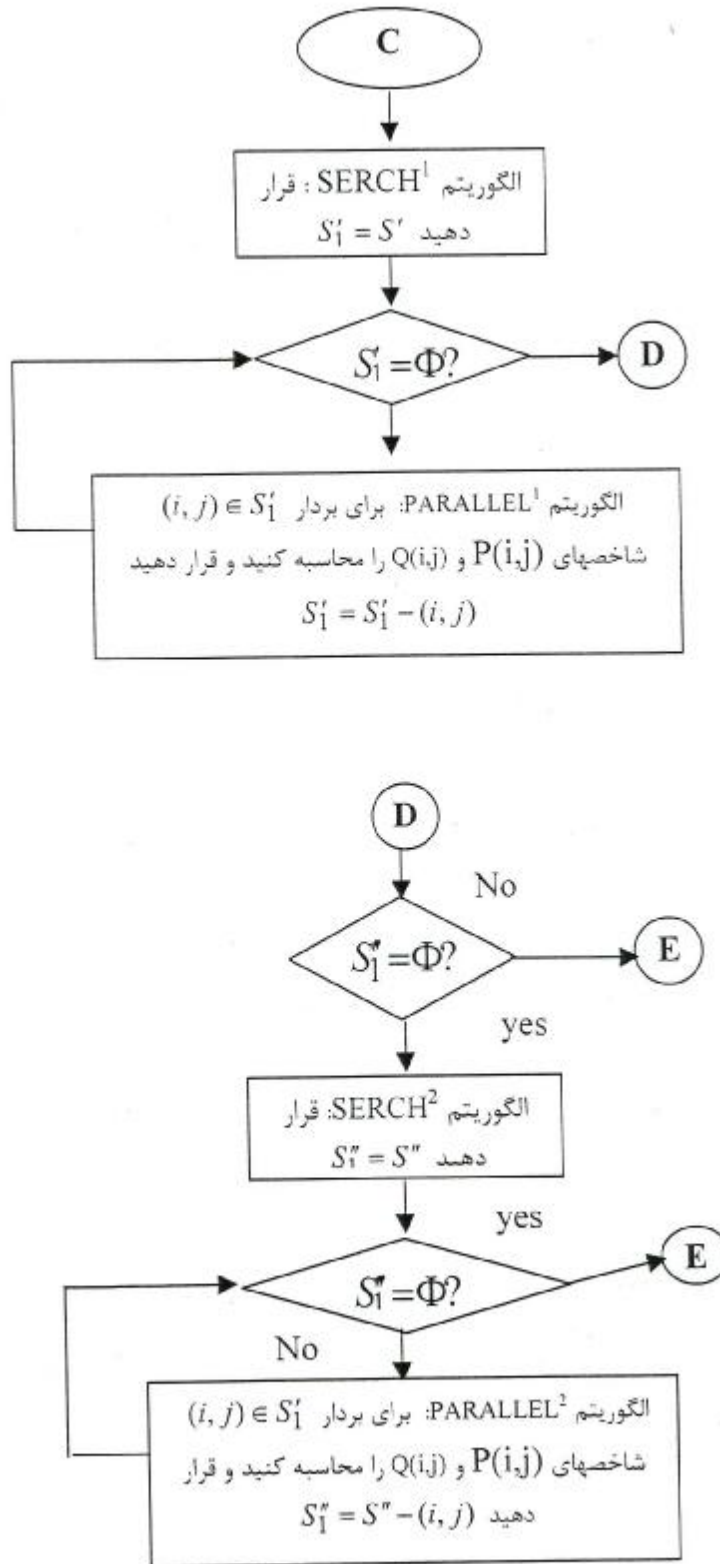 C
الگوریتم SERCH¹ : قرار
دهید S′₁ = S′
S′₁ = Φ?
D
الگوریتم PARALLEL¹: برای بردار (i, j) ∈ S′₁
شاخصهای P(i,j) و Q(i,j) را محاسبه کنید و قرار دهید
S′₁ = S′₁ − (i, j)
D
No
S″₁ = Φ?
E
yes
الگوریتم SERCH²: قرار
دهید S″₁ = S″
yes
S″₁ = Φ?
E
No
الگوریتم PARALLEL²: برای بردار (i, j) ∈ S′₁
شاخصهای P(i,j) و Q(i,j) را محاسبه کنید و قرار
دهید S″₁ = S″ − (i, j)